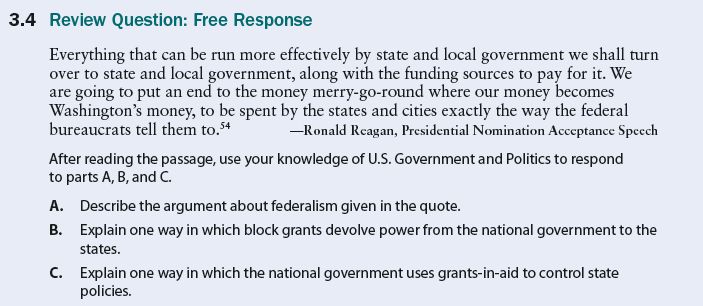 3.4 Review Question: Free Response
Everything that can be run more effectively by state and local government we shall turn
over to state and local government, along with the funding sources to pay for it. We
are going to put an end to the money merry-go-round where our money becomes
Washington's money, to be spent by the states and cities exactly the way the federal
bureaucrats tell them to.54 —Ronald Reagan, Presidential Nomination Acceptance Speech
After reading the passage, use your knowledge of U.S. Government and Politics to respond
to parts A, B, and C.
A. Describe the argument about federalism given in the quote.
B. Explain one way in which block grants devolve power from the national government to the
states.
C. Explain one way in which the national government uses grants-in-aid to control state
policies.